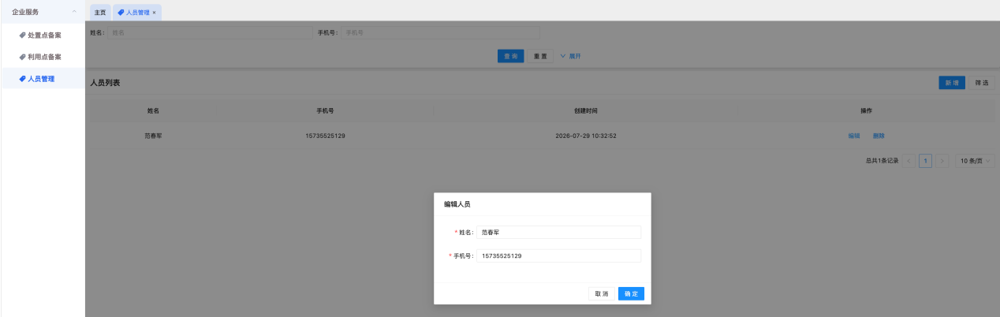 企业服务
主页 人员管理 ×
处置点备案
利用点备案
人员管理
姓名: 姓名 手机号: 手机号
查 询 重 置 展开
人员列表 新 增 筛 选
姓名 手机号 创建时间 操作
范春军 15735525129 2026-07-29 10:32:52 编辑 删除
总共1条记录 < 1 > 10 条/页
编辑人员
* 姓名: 范春军
* 手机号: 15735525129
取 消 确 定